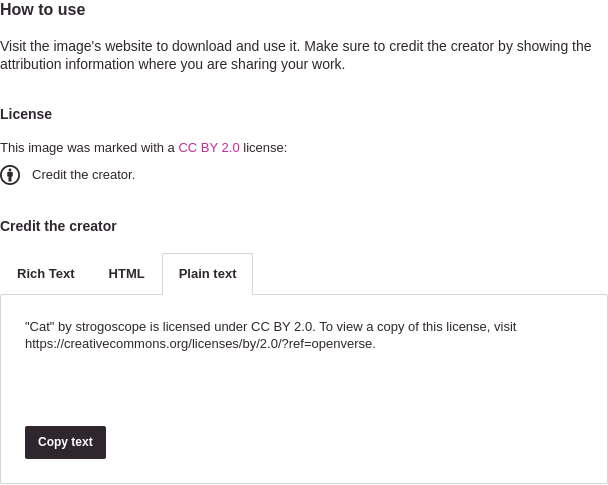 How to use
Visit the image's website to download and use it. Make sure to credit the creator by showing the
attribution information where you are sharing your work.
License
This image was marked with a CC BY 2.0 license:
Credit the creator.
Credit the creator
Rich Text HTML Plain text
"Cat" by strogoscope is licensed under CC BY 2.0. To view a copy of this license, visit
https://creativecommons.org/licenses/by/2.0/?ref=openverse.
Copy text